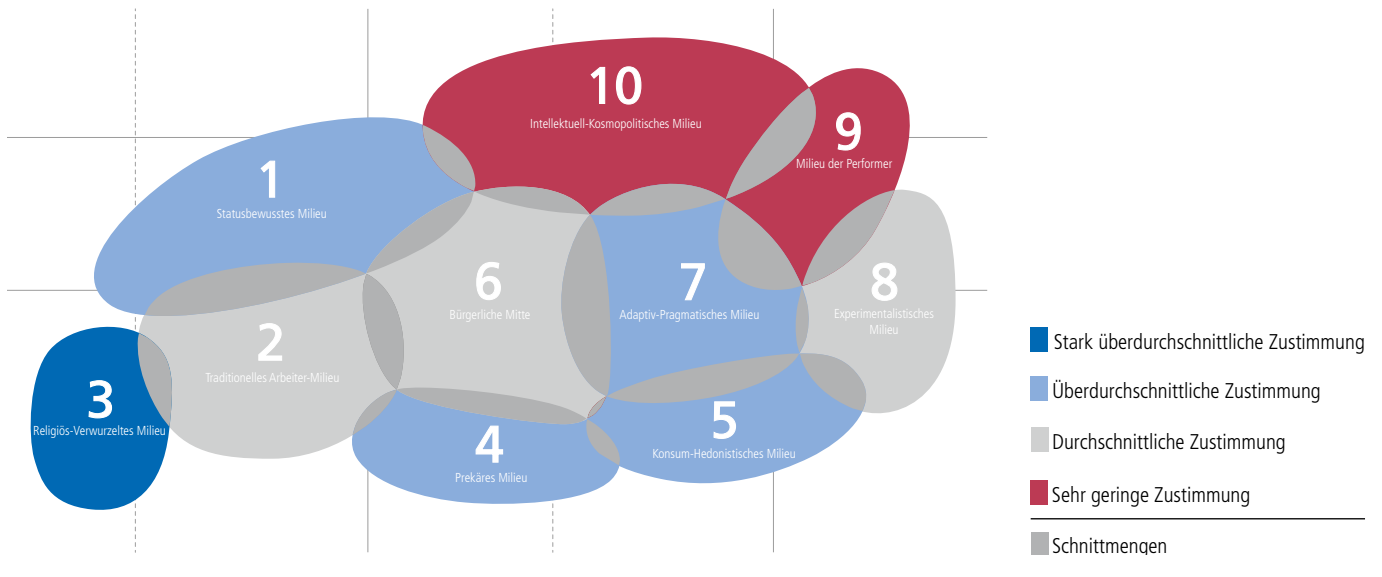 10
Intellektuell-Kosmopolitisches Milieu
9
Milieu der Performer
1
Statusbewusstes Milieu
6
Bürgerliche Mitte
7
Adaptiv-Pragmatisches Milieu
8
Experimentalistisches
Milieu
2
Traditionelles Arbeiter-Milieu
3
Religiös-Verwurzeltes Milieu
4
Prekäres Milieu
5
Konsum-Hedonistisches Milieu
Stark überdurchschnittliche Zustimmung
Überdurchschnittliche Zustimmung
Durchschnittliche Zustimmung
Sehr geringe Zustimmung
Schnittmengen